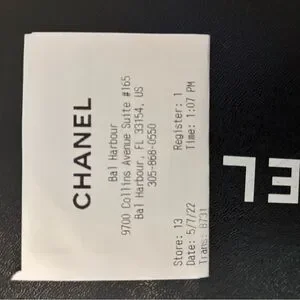 CHANEL
Bal Harbour
9700 Collins Avenue Suite #165
Bal Harbour, FL 33154, US
305-868-0550
Store: 13 Register: 1
Date: 5/7/22 Time: 1:07 PM
Trans: 8731
EL